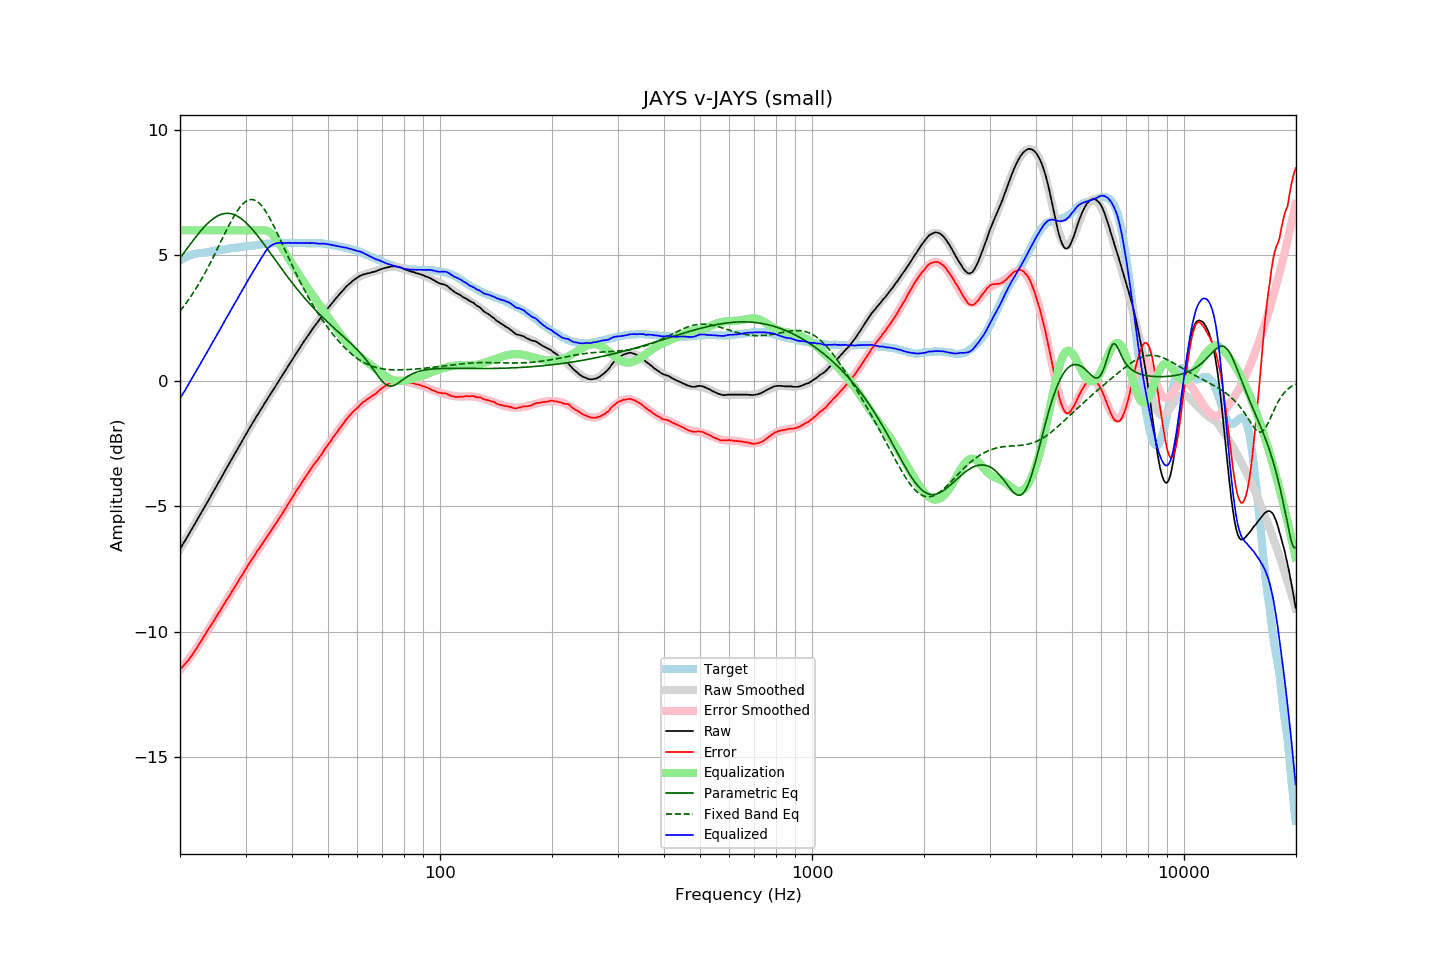 JAYS v-JAYS (small)
10
5
0
−5
−10
−15
Amplitude (dBr)
Target
Raw Smoothed
Error Smoothed
Raw
Error
Equalization
Parametric Eq
Fixed Band Eq
Equalized
100
1000
10000
Frequency (Hz)